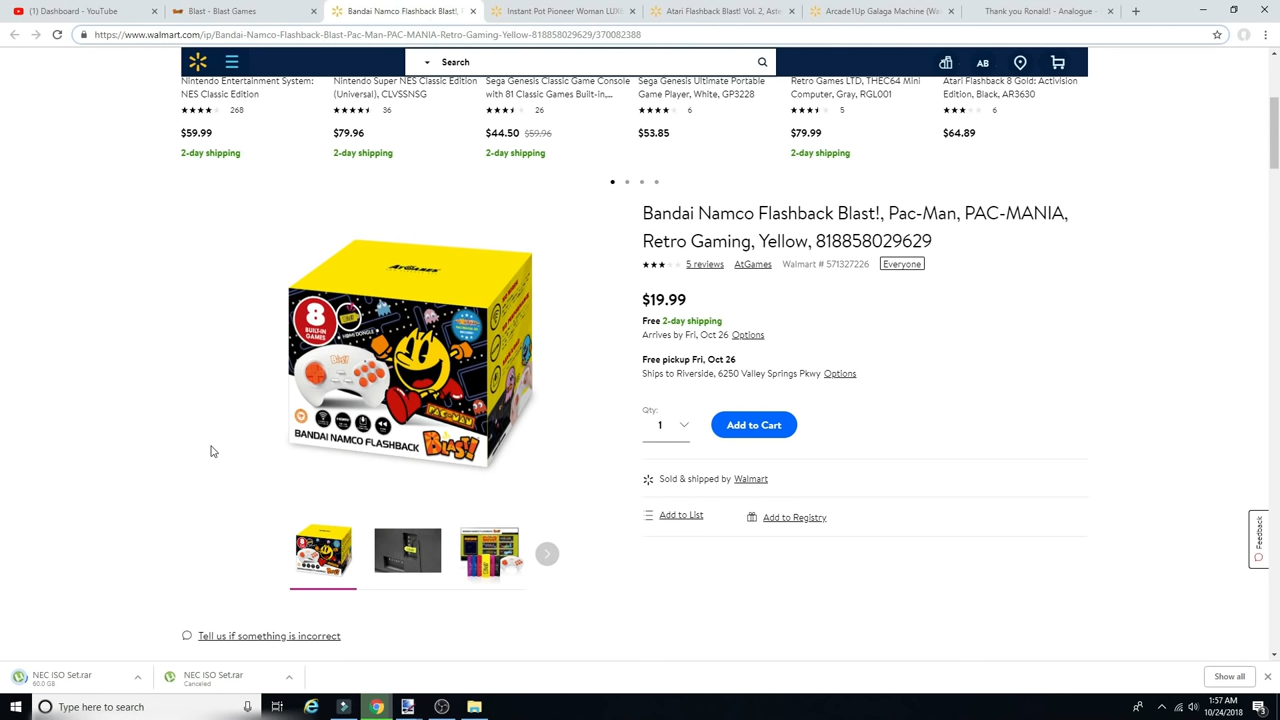 (1) Dashboard - YouTube
Blast - Blast Games
Bandai Namco Flashback Blast!, P
Instant Pot Pioneer Woman LUX
Atari Flashback Blast! Vol. 2, Aste
Arcade1Up Galaga Machine (Wa
Thank you Ronald! - Analogue -
https://www.walmart.com/ip/Bandai-Namco-Flashback-Blast-Pac-Man-PAC-MANIA-Retro-Gaming-Yellow-818858029629/370082388
Search
AB
Nintendo Entertainment System: NES Classic Edition
268
$59.99
2-day shipping
Nintendo Super NES Classic Edition (Universal), CLVSSNSG
36
$79.96
2-day shipping
Sega Genesis Classic Game Console with 81 Classic Games Built-in,...
26
$44.50 $59.96
2-day shipping
Sega Genesis Ultimate Portable Game Player, White, GP3228
6
$53.85
Retro Games LTD, THEC64 Mini Computer, Gray, RGL001
5
$79.99
2-day shipping
Atari Flashback 8 Gold: Activision Edition, Black, AR3630
6
$64.89
AtGames
8
BUILT-IN
GAMES
HDMI DONGLE
Blast!
PAC-MAN
BANDAI NAMCO FLASHBACK BLAST!
Bandai Namco Flashback Blast!, Pac-Man, PAC-MANIA,
Retro Gaming, Yellow, 818858029629
5 reviews AtGames Walmart # 571327226 Everyone
$19.99
Free 2-day shipping
Arrives by Fri, Oct 26 Options
Free pickup Fri, Oct 26
Ships to Riverside, 6250 Valley Springs Pkwy Options
Qty:
1
Add to Cart
Sold & shipped by Walmart
Add to List Add to Registry
Feedback
Tell us if something is incorrect
NEC ISO Set.rar
60.0 GB
NEC ISO Set.rar
Canceled
Show all
Type here to search
1:57 AM
10/24/2018
3